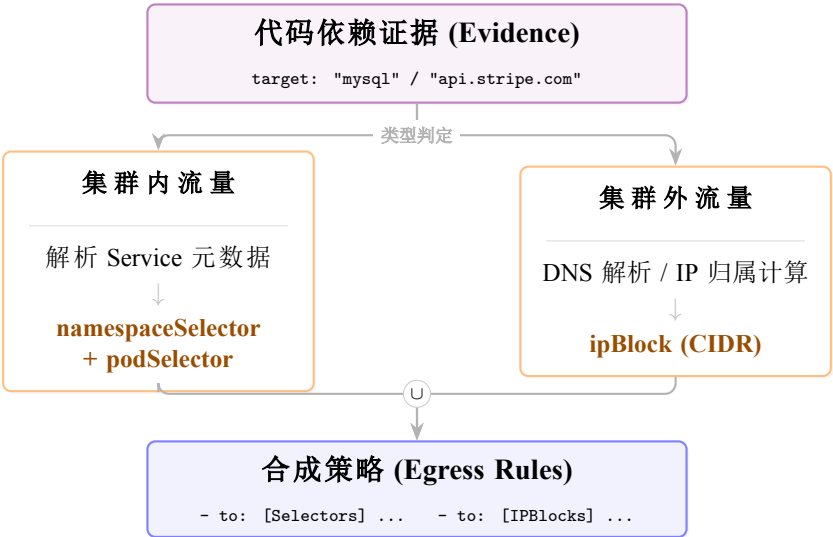 代码依赖证据 (Evidence)
target: "mysql" / "api.stripe.com"
类型判定
集群内流量
解析 Service 元数据
↓
namespaceSelector
+ podSelector
集群外流量
DNS 解析 / IP 归属计算
↓
ipBlock (CIDR)
∪
合成策略 (Egress Rules)
- to: [Selectors] ... - to: [IPBlocks] ...